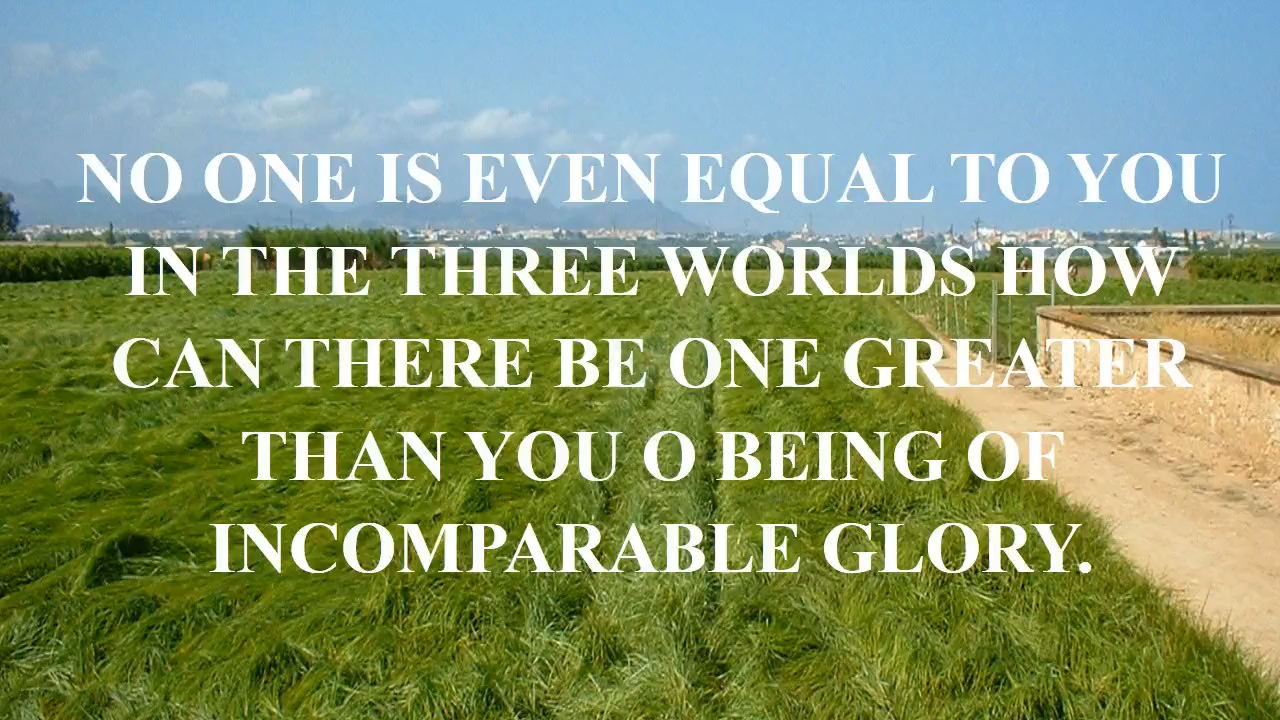 NO ONE IS EVEN EQUAL TO YOU
IN THE THREE WORLDS HOW
CAN THERE BE ONE GREATER
THAN YOU O BEING OF
INCOMPARABLE GLORY.